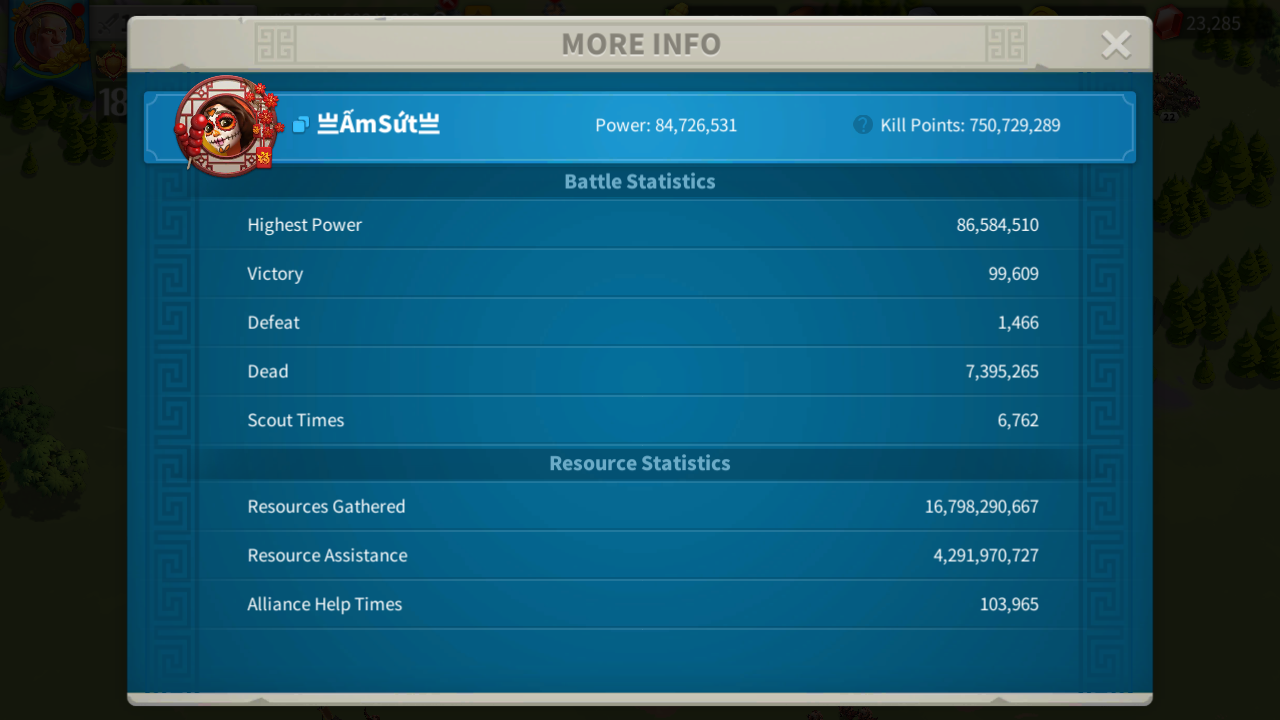 23,285
MORE INFO
18
亗ẤmSứt亗
Power: 84,726,531
Kill Points: 750,729,289
Battle Statistics
Highest Power 86,584,510
Victory 99,609
Defeat 1,466
Dead 7,395,265
Scout Times 6,762
Resource Statistics
Resources Gathered 16,798,290,667
Resource Assistance 4,291,970,727
Alliance Help Times 103,965
22